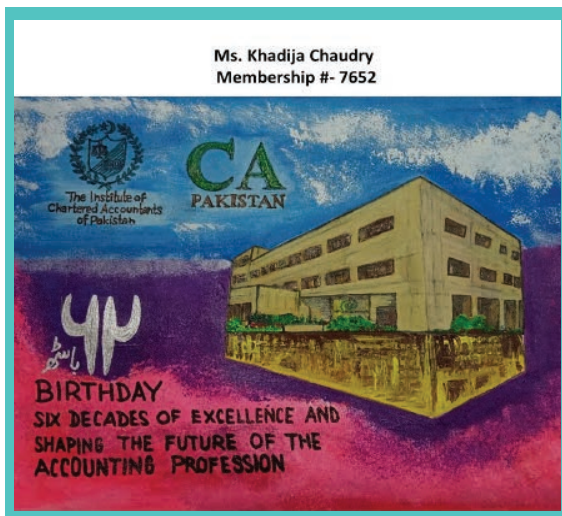 Ms. Khadija Chaudry
Membership #- 7652
The Institute of
Chartered Accountants
of Pakistan
CA
PAKISTAN
۶۲
باسٹھ
BIRTHDAY
SIX DECADES OF EXCELLENCE AND
SHAPING THE FUTURE OF THE
ACCOUNTING PROFESSION